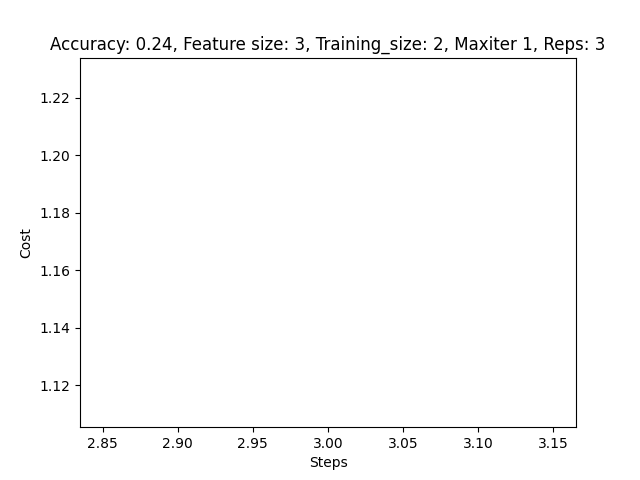 Accuracy: 0.24, Feature size: 3, Training_size: 2, Maxiter 1, Reps: 3
1.22
1.20
1.18
1.16
1.14
1.12
Cost
2.85 2.90 2.95 3.00 3.05 3.10 3.15
Steps